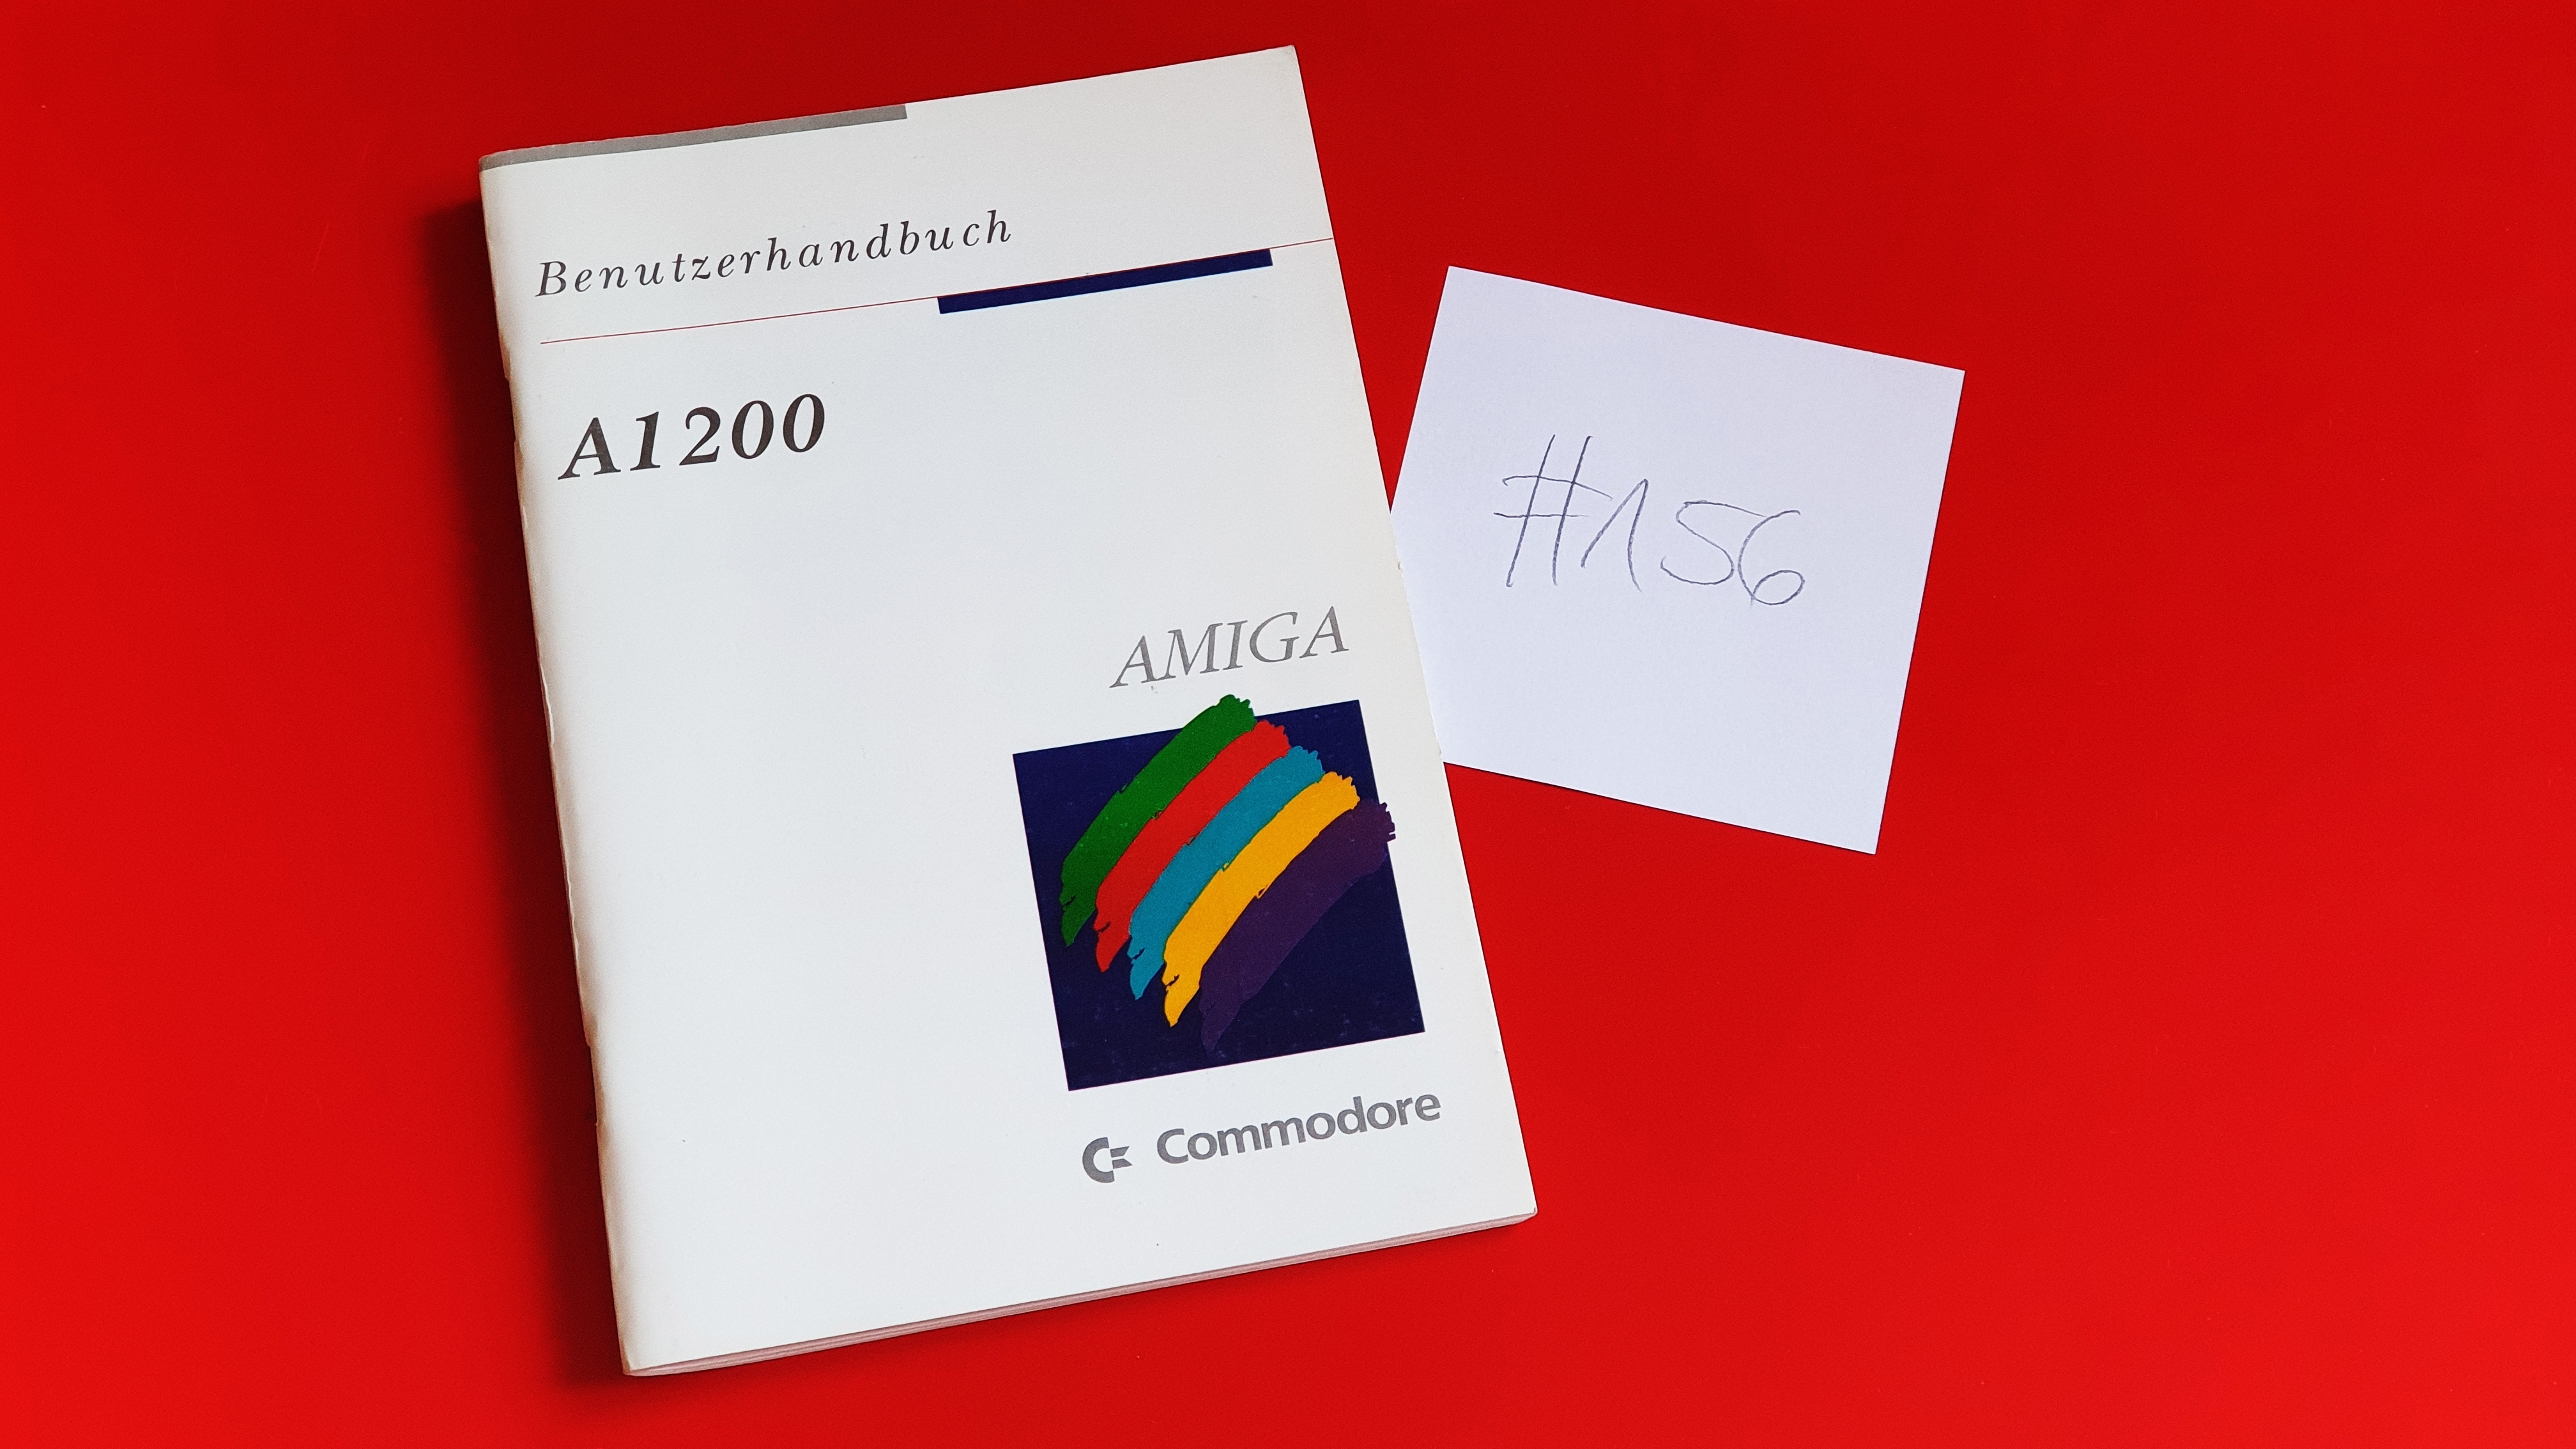 Benutzerhandbuch
A1200
AMIGA
Commodore
#156